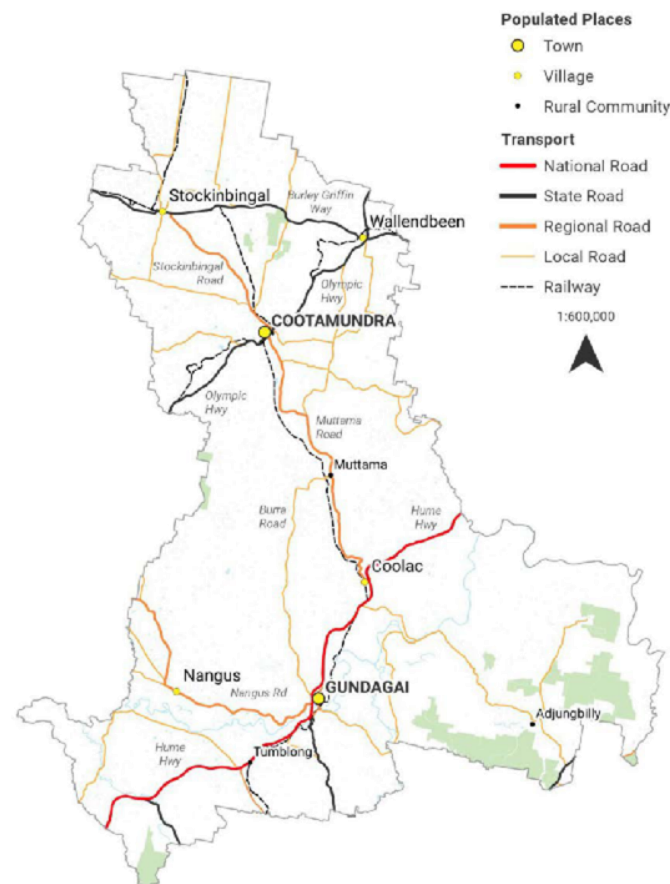 Populated Places
Town
Village
Rural Community
Transport
National Road
State Road
Regional Road
Local Road
Railway
1:600,000
Stockinbingal
Burley Griffin
Way
Wallendbeen
Stockinbingal
Road
Olympic
Hwy
COOTAMUNDRA
Olympic
Hwy
Muttama
Road
Muttama
Burra
Road
Hume
Hwy
Coolac
Nangus
Nangus Rd
GUNDAGAI
Adjungbilly
Hume
Hwy
Tumblong